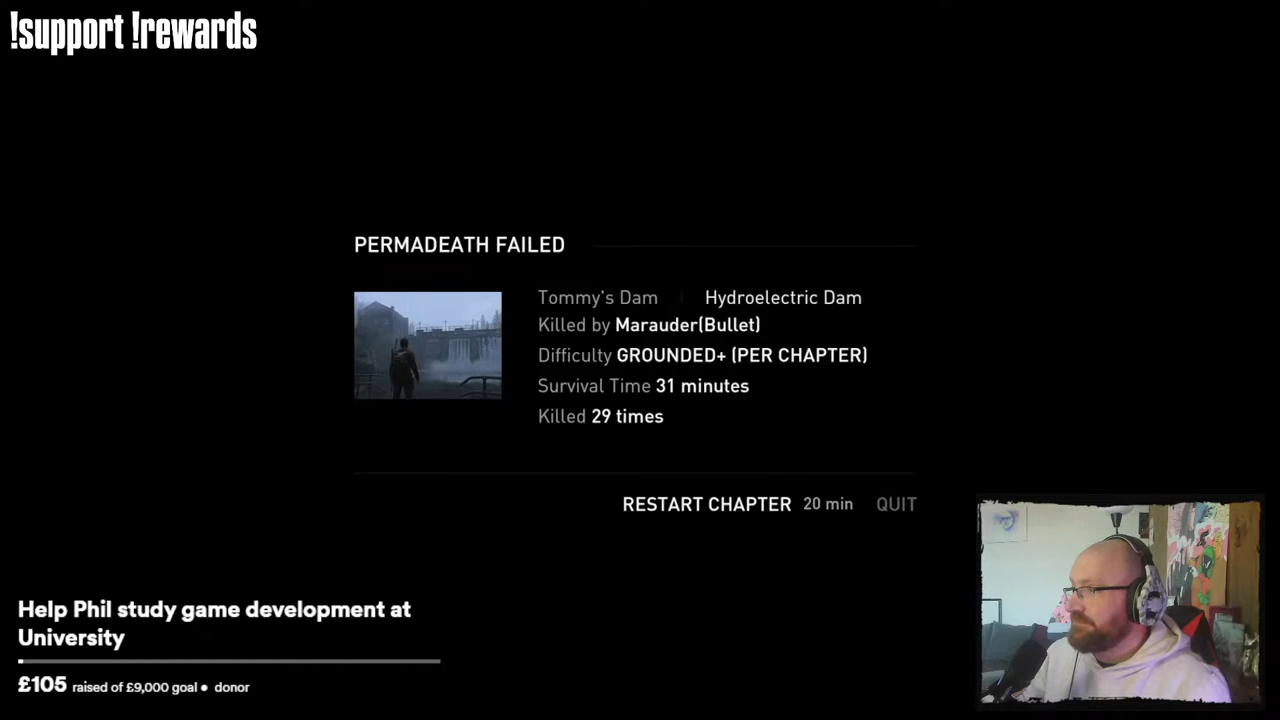 !support !rewards
PERMADEATH FAILED
Tommy's Dam | Hydroelectric Dam
Killed by Marauder(Bullet)
Difficulty GROUNDED+ (PER CHAPTER)
Survival Time 31 minutes
Killed 29 times
RESTART CHAPTER 20 min QUIT
Help Phil study game development at
University
£105 raised of £9,000 goal • donor